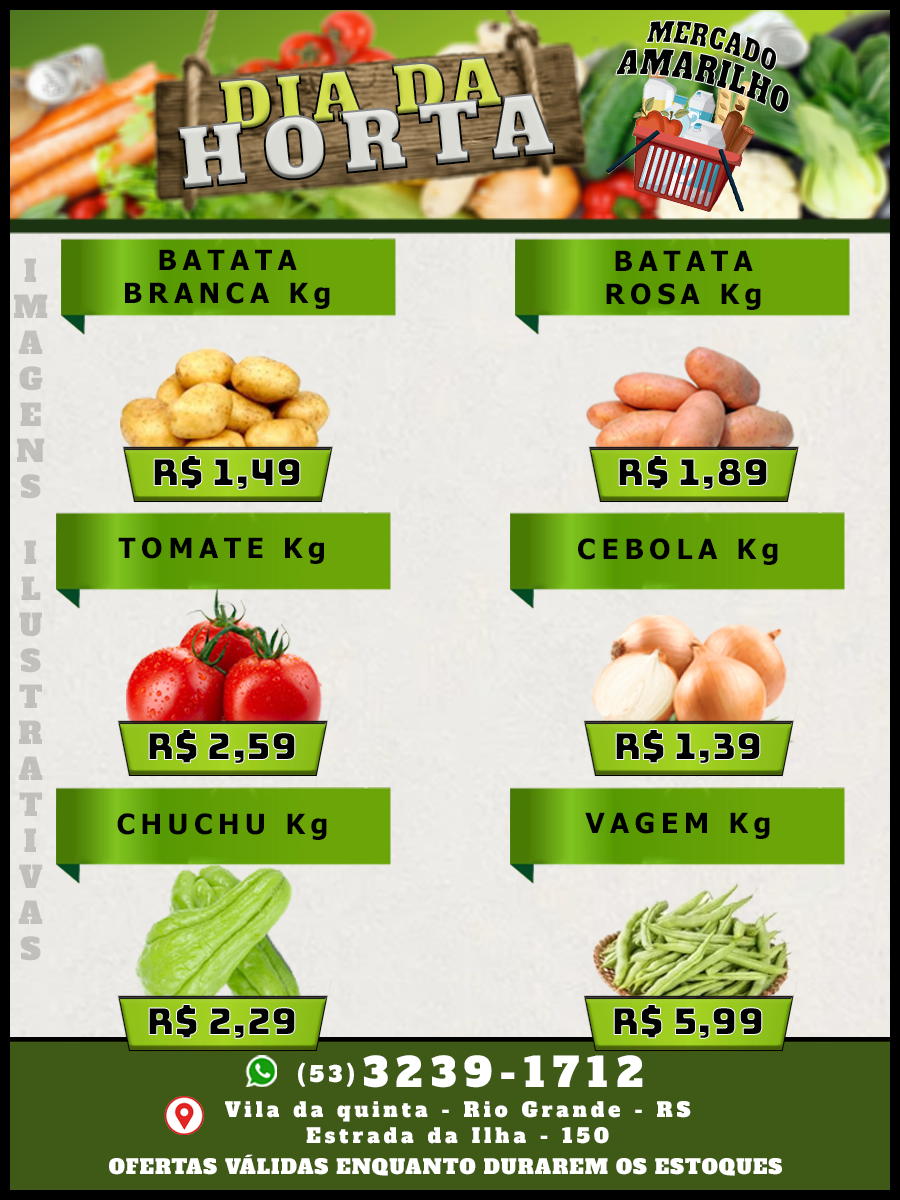 DIA DA
HORTA
MERCADO
AMARILHO
IMAGENS ILUSTRATIVAS
BATATA
BRANCA Kg
R$ 1,49
BATATA
ROSA Kg
R$ 1,89
TOMATE Kg
R$ 2,59
CEBOLA Kg
R$ 1,39
CHUCHU Kg
R$ 2,29
VAGEM Kg
R$ 5,99
(53) 3239-1712
Vila da quinta - Rio Grande - RS
Estrada da Ilha - 150
OFERTAS VÁLIDAS ENQUANTO DURAREM OS ESTOQUES